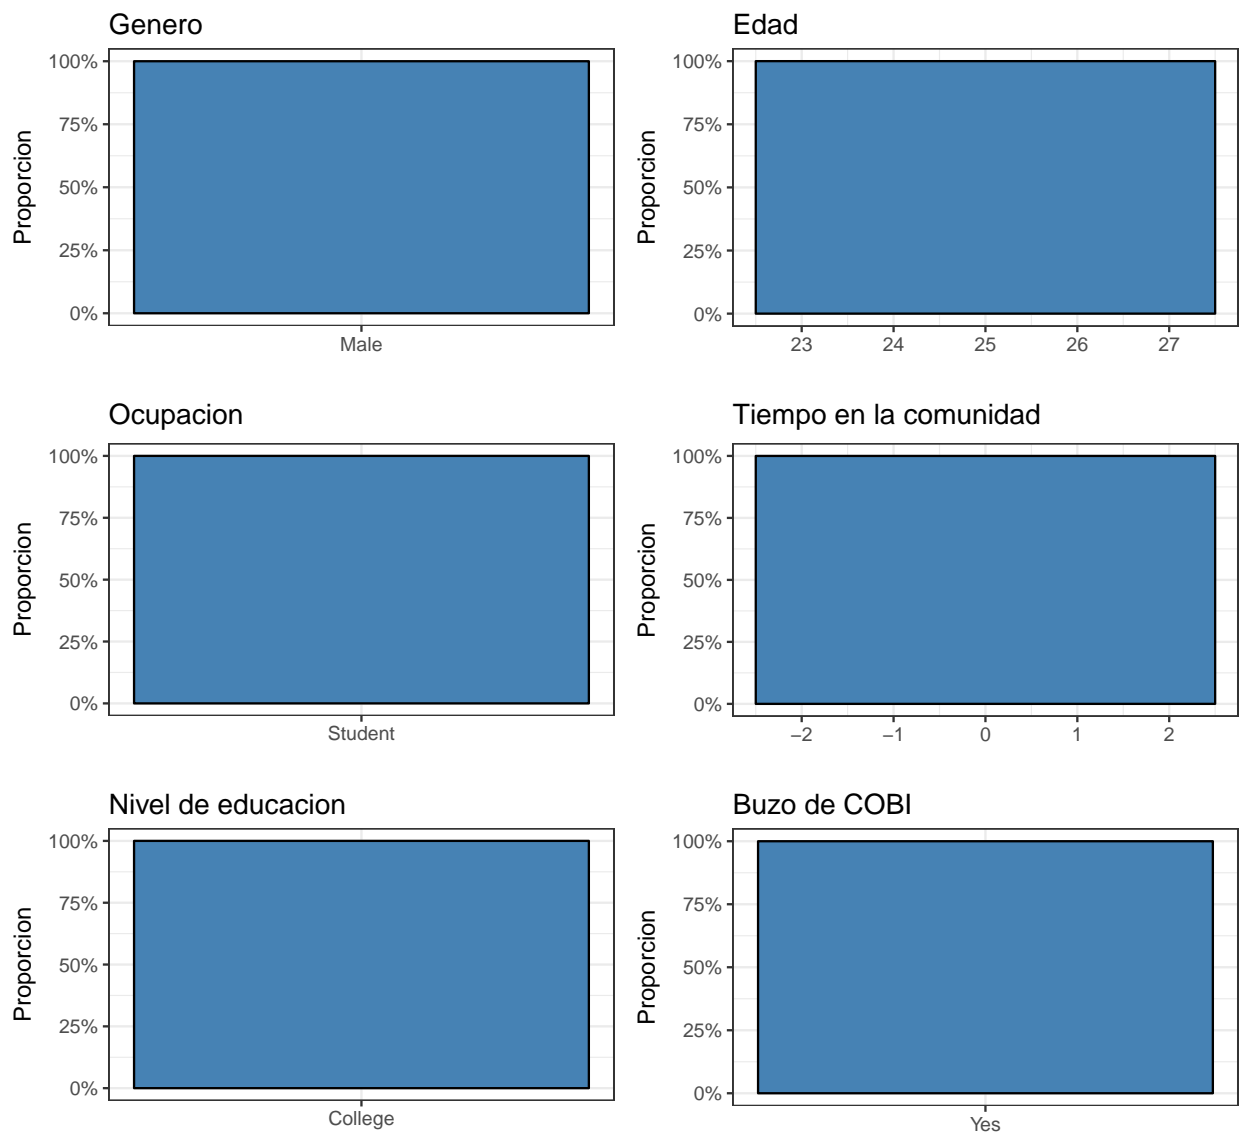 Genero
Proporcion
100%
75%
50%
25%
0%
Male
Edad
Proporcion
100%
75%
50%
25%
0%
23 24 25 26 27
Ocupacion
Proporcion
100%
75%
50%
25%
0%
Student
Tiempo en la comunidad
Proporcion
100%
75%
50%
25%
0%
−2 −1 0 1 2
Nivel de educacion
Proporcion
100%
75%
50%
25%
0%
College
Buzo de COBI
Proporcion
100%
75%
50%
25%
0%
Yes